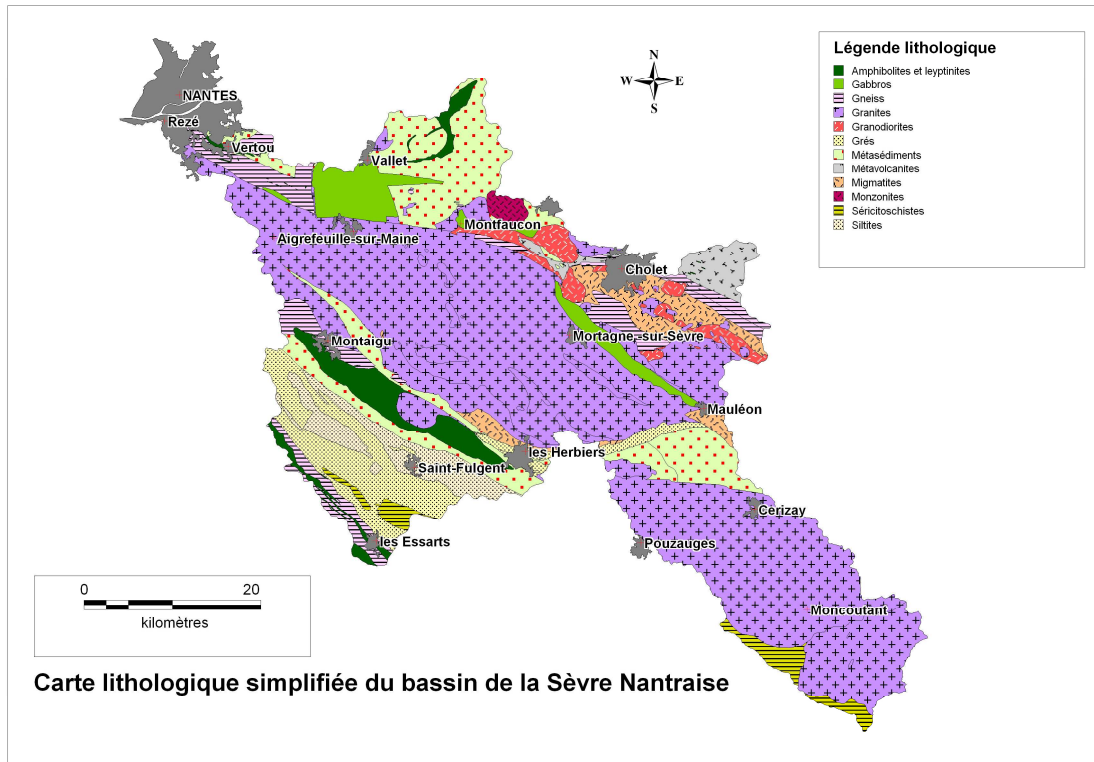 Légende lithologique
Amphibolites et leyptinites
Gabbros
Gneiss
Granites
Granodiorites
Grés
Métasédiments
Métavolcanites
Migmatites
Monzonites
Séricitoschistes
Siltites
N
W E
S
NANTES
Rezé
Vertou
Vallet
Aigrefeuille-sur-Maine
Montfaucon
Cholet
Montaigu
Mortagne-sur-Sèvre
Mauléon
les Herbiers
Saint-Fulgent
Cerizay
les Essarts
Pouzauges
Moncoutant
0 20
kilomètres
Carte lithologique simplifiée du bassin de la Sèvre Nantraise